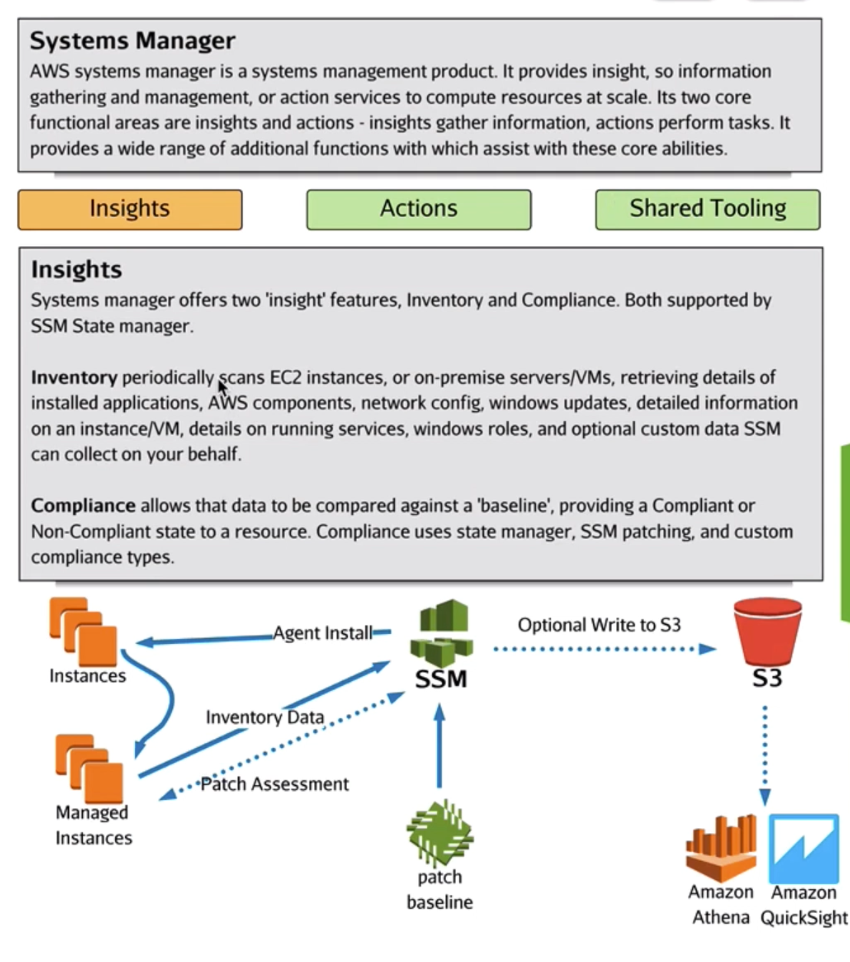 Systems Manager
AWS systems manager is a systems management product. It provides insight, so information
gathering and management, or action services to compute resources at scale. Its two core
functional areas are insights and actions - insights gather information, actions perform tasks. It
provides a wide range of additional functions with which assist with these core abilities.
Insights
Actions
Shared Tooling
Insights
Systems manager offers two 'insight' features, Inventory and Compliance. Both supported by
SSM State manager.
Inventory periodically scans EC2 instances, or on-premise servers/VMs, retrieving details of
installed applications, AWS components, network config, windows updates, detailed information
on an instance/VM, details on running services, windows roles, and optional custom data SSM
can collect on your behalf.
Compliance allows that data to be compared against a 'baseline', providing a Compliant or
Non-Compliant state to a resource. Compliance uses state manager, SSM patching, and custom
compliance types.
Agent Install
Optional Write to S3
Instances
SSM
S3
Inventory Data
Patch Assessment
Managed
Instances
patch
baseline
Amazon
Athena
Amazon
QuickSight